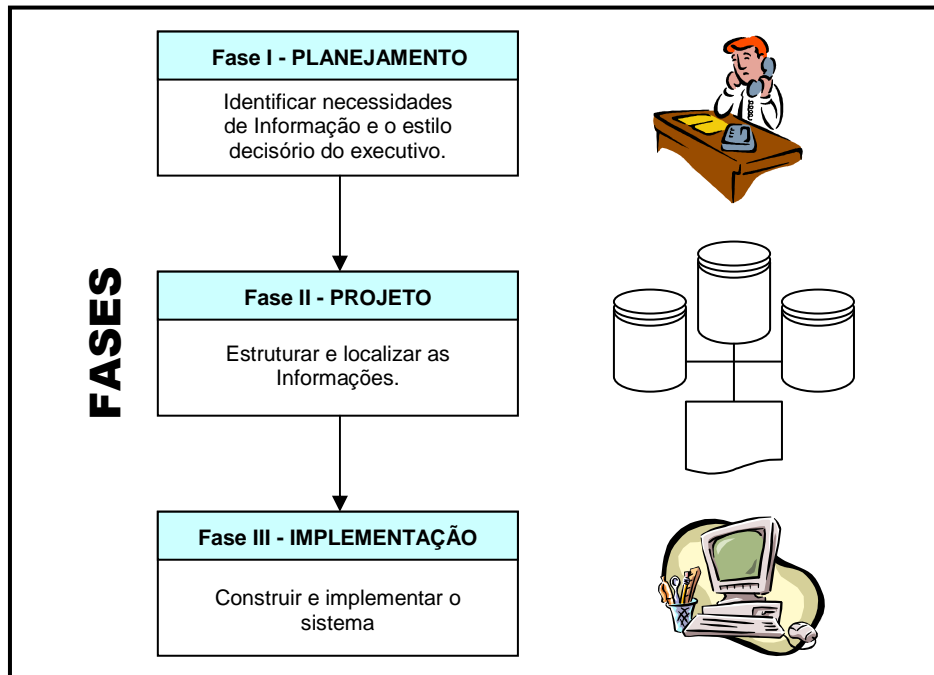 FASES
Fase I - PLANEJAMENTO
Identificar necessidades
de Informação e o estilo
decisório do executivo.
Fase II - PROJETO
Estruturar e localizar as
Informações.
Fase III - IMPLEMENTAÇÃO
Construir e implementar o
sistema